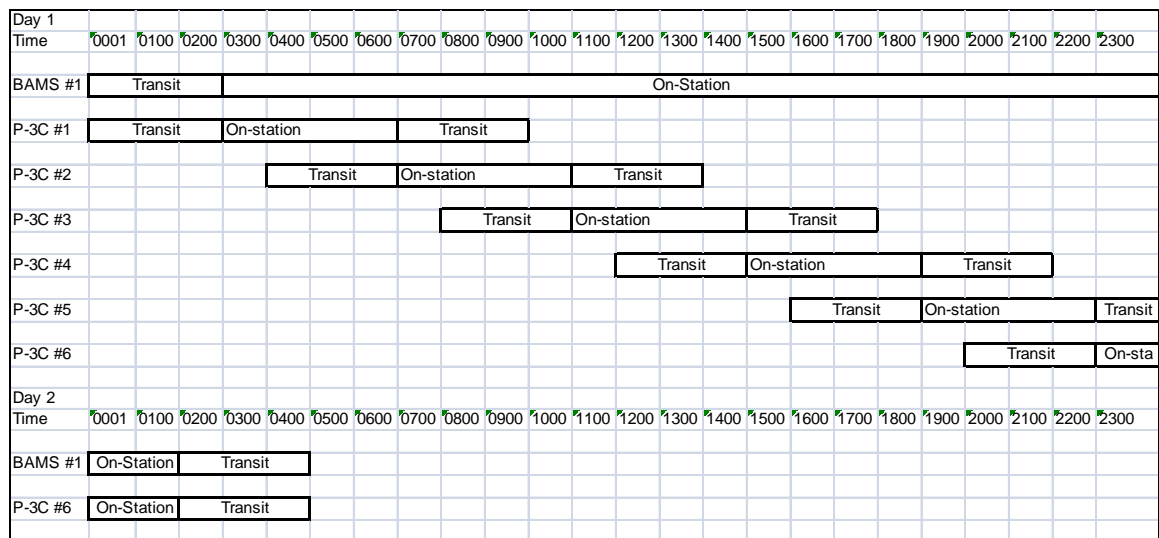 Day 1
Time 0001 0100 0200 0300 0400 0500 0600 0700 0800 0900 1000 1100 1200 1300 1400 1500 1600 1700 1800 1900 2000 2100 2200 2300
BAMS #1 Transit On-Station
P-3C #1 Transit On-station Transit
P-3C #2 Transit On-station Transit
P-3C #3 Transit On-station Transit
P-3C #4 Transit On-station Transit
P-3C #5 Transit On-station Transit
P-3C #6 Transit On-sta
Day 2
Time 0001 0100 0200 0300 0400 0500 0600 0700 0800 0900 1000 1100 1200 1300 1400 1500 1600 1700 1800 1900 2000 2100 2200 2300
BAMS #1 On-Station Transit
P-3C #6 On-Station Transit